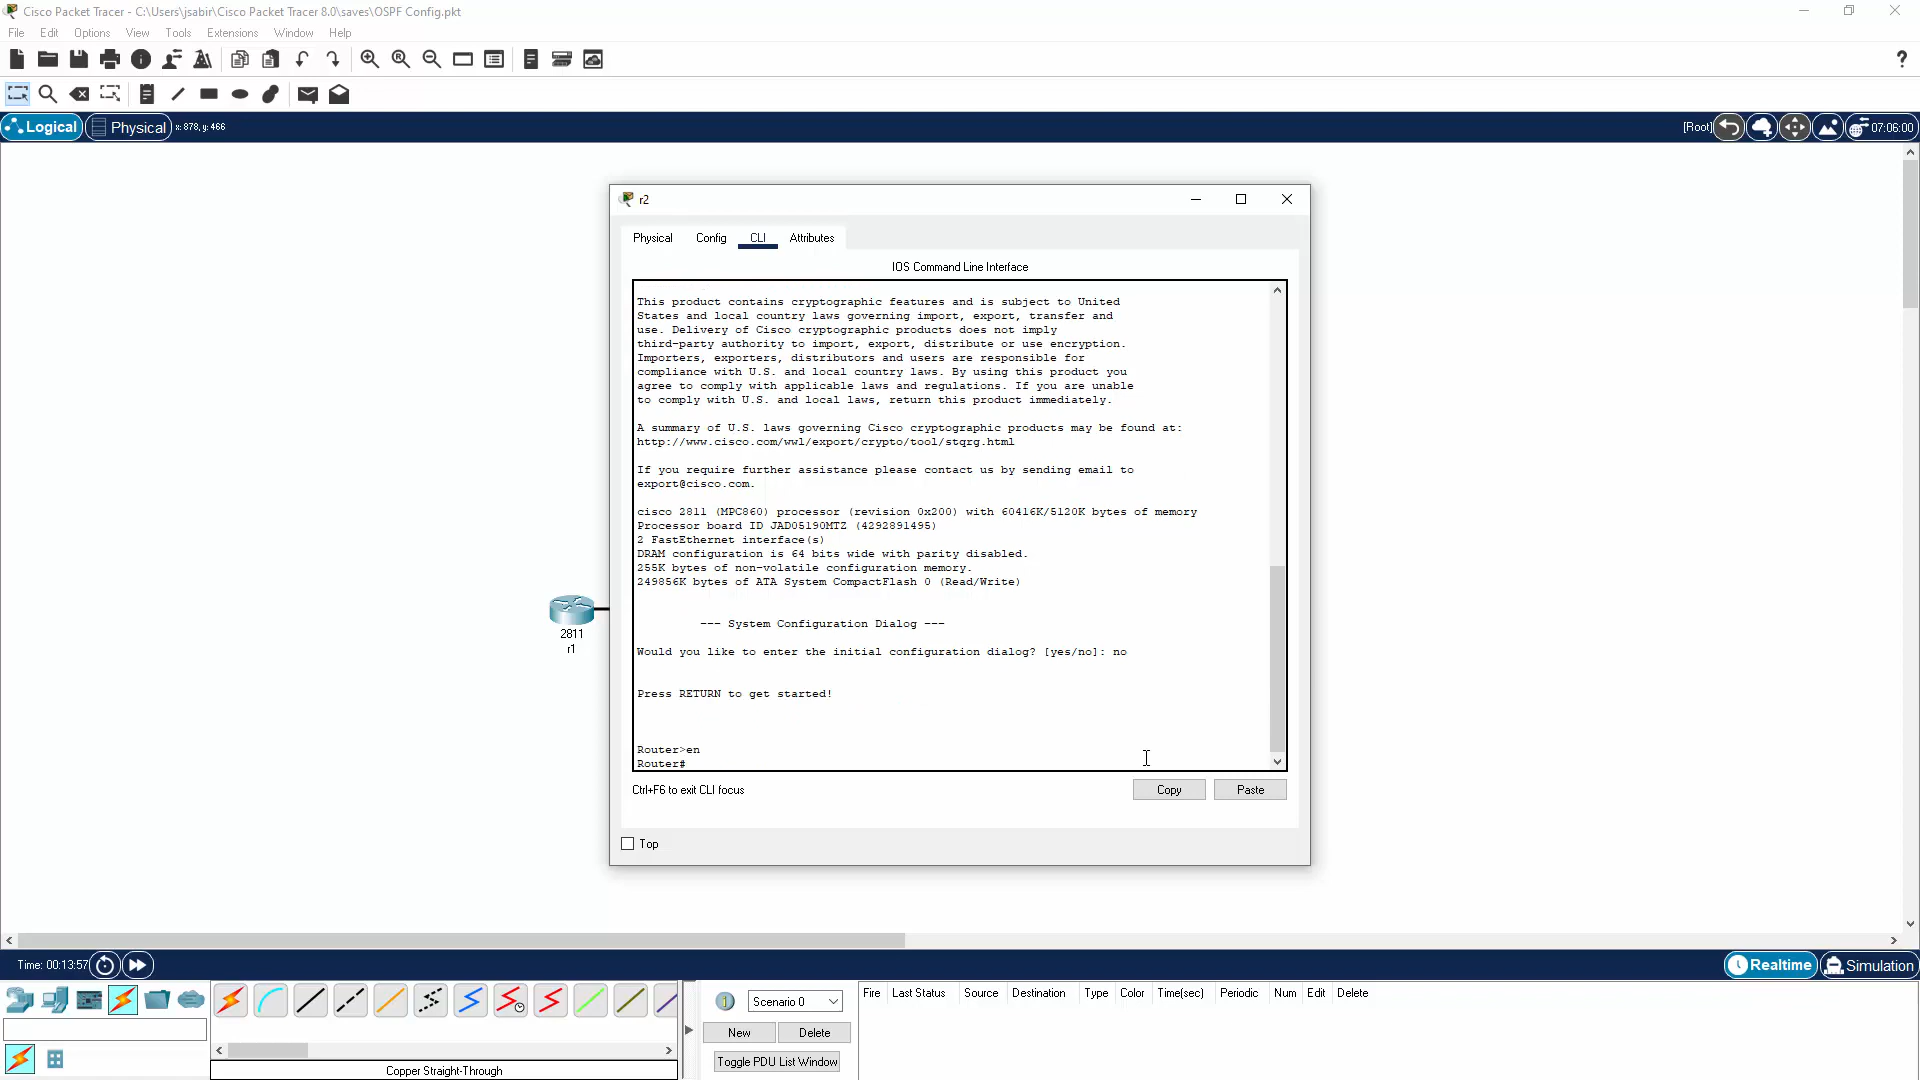 Cisco Packet Tracer - C:\Users\jsabir\Cisco Packet Tracer 8.0\saves\OSPF Config.pkt
File Edit Options View Tools Extensions Window Help
Logical Physical x: 878, y: 466 [Root] 07:06:00
r2
Physical Config CLI Attributes
IOS Command Line Interface
This product contains cryptographic features and is subject to United
States and local country laws governing import, export, transfer and
use. Delivery of Cisco cryptographic products does not imply
third-party authority to import, export, distribute or use encryption.
Importers, exporters, distributors and users are responsible for
compliance with U.S. and local country laws. By using this product you
agree to comply with applicable laws and regulations. If you are unable
to comply with U.S. and local laws, return this product immediately.
A summary of U.S. laws governing Cisco cryptographic products may be found at:
http://www.cisco.com/wwl/export/crypto/tool/stqrg.html
If you require further assistance please contact us by sending email to
export@cisco.com.
cisco 2811 (MPC860) processor (revision 0x200) with 60416K/5120K bytes of memory
Processor board ID JAD05190MTZ (4292891495)
2 FastEthernet interface(s)
DRAM configuration is 64 bits wide with parity disabled.
255K bytes of non-volatile configuration memory.
249856K bytes of ATA System CompactFlash 0 (Read/Write)
--- System Configuration Dialog ---
Would you like to enter the initial configuration dialog? [yes/no]: no
Press RETURN to get started!
Router>en
Router#
Ctrl+F6 to exit CLI focus Copy Paste
Top
2811
r1
Time: 00:13:57 Realtime Simulation
Scenario 0
Fire Last Status Source Destination Type Color Time(sec) Periodic Num Edit Delete
New Delete
Toggle PDU List Window
Copper Straight-Through